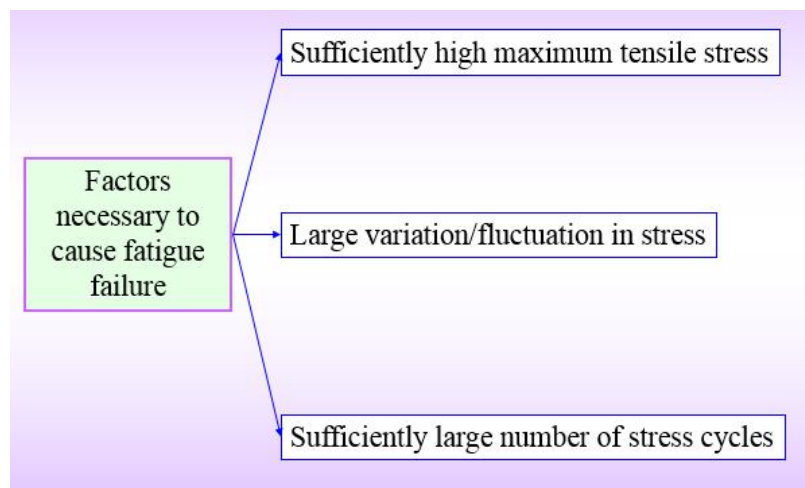 Sufficiently high maximum tensile stress
Factors
necessary to
cause fatigue
failure
Large variation/fluctuation in stress
Sufficiently large number of stress cycles